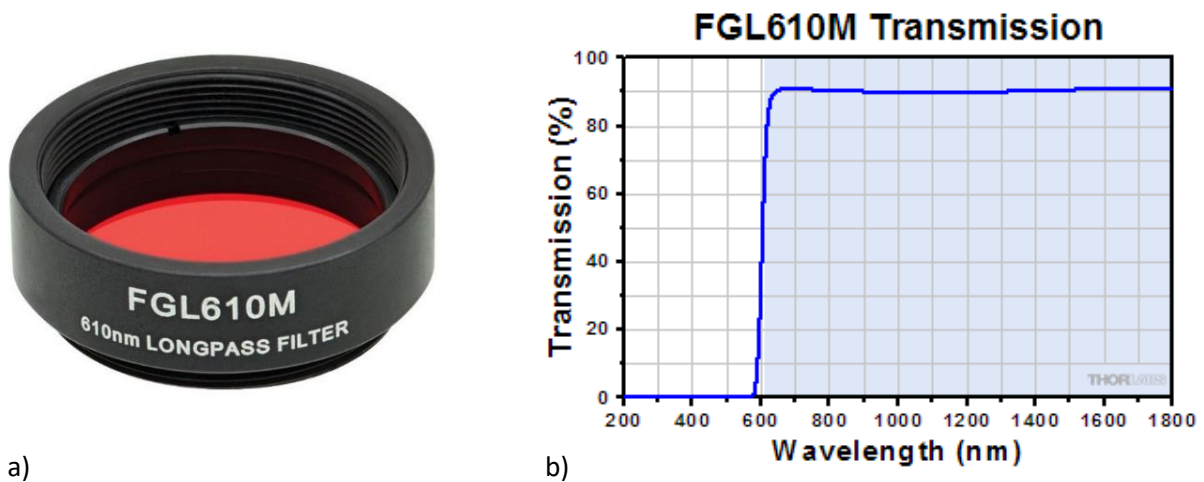 FGL610M
610nm LONGPASS FILTER
a)
FGL610M Transmission
Transmission (%)
100
80
60
40
20
0
200 400 600 800 1000 1200 1400 1600 1800
Wavelength (nm)
THORLABS
b)